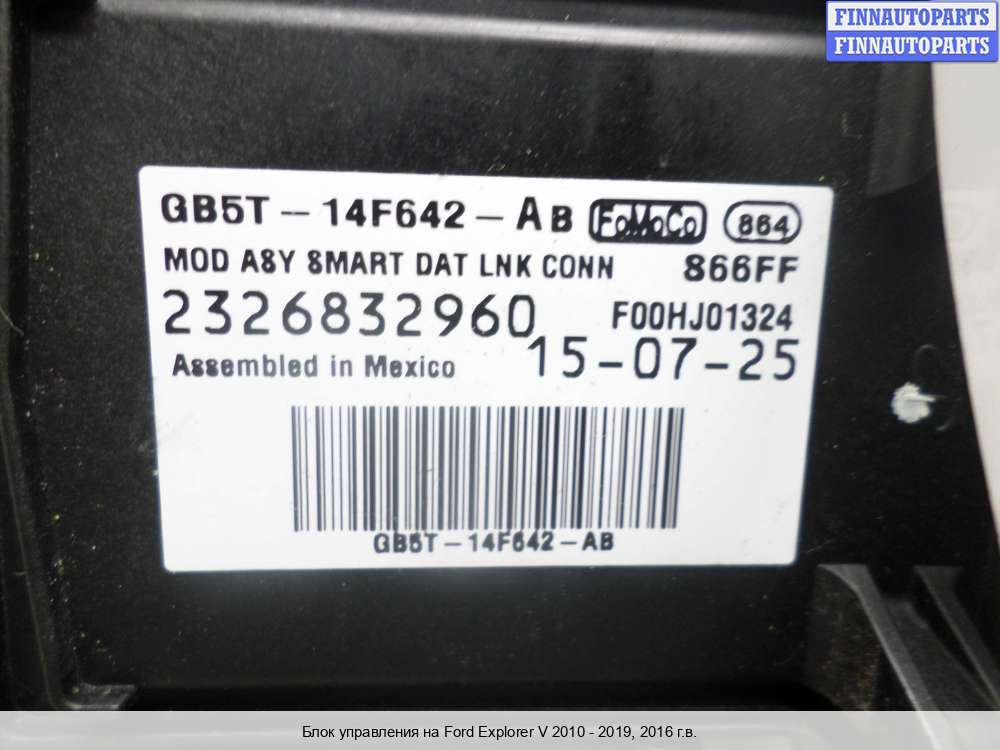 FINNAUTOPARTS
FINNAUTOPARTS
GB5T-14F642-AB FoMoCo 864
MOD ASY SMART DAT LNK CONN 866FF
2326832960 F00HJ01324
Assembled in Mexico 15-07-25
GB5T-14F642-AB
Блок управления на Ford Explorer V 2010 - 2019, 2016 г.в.